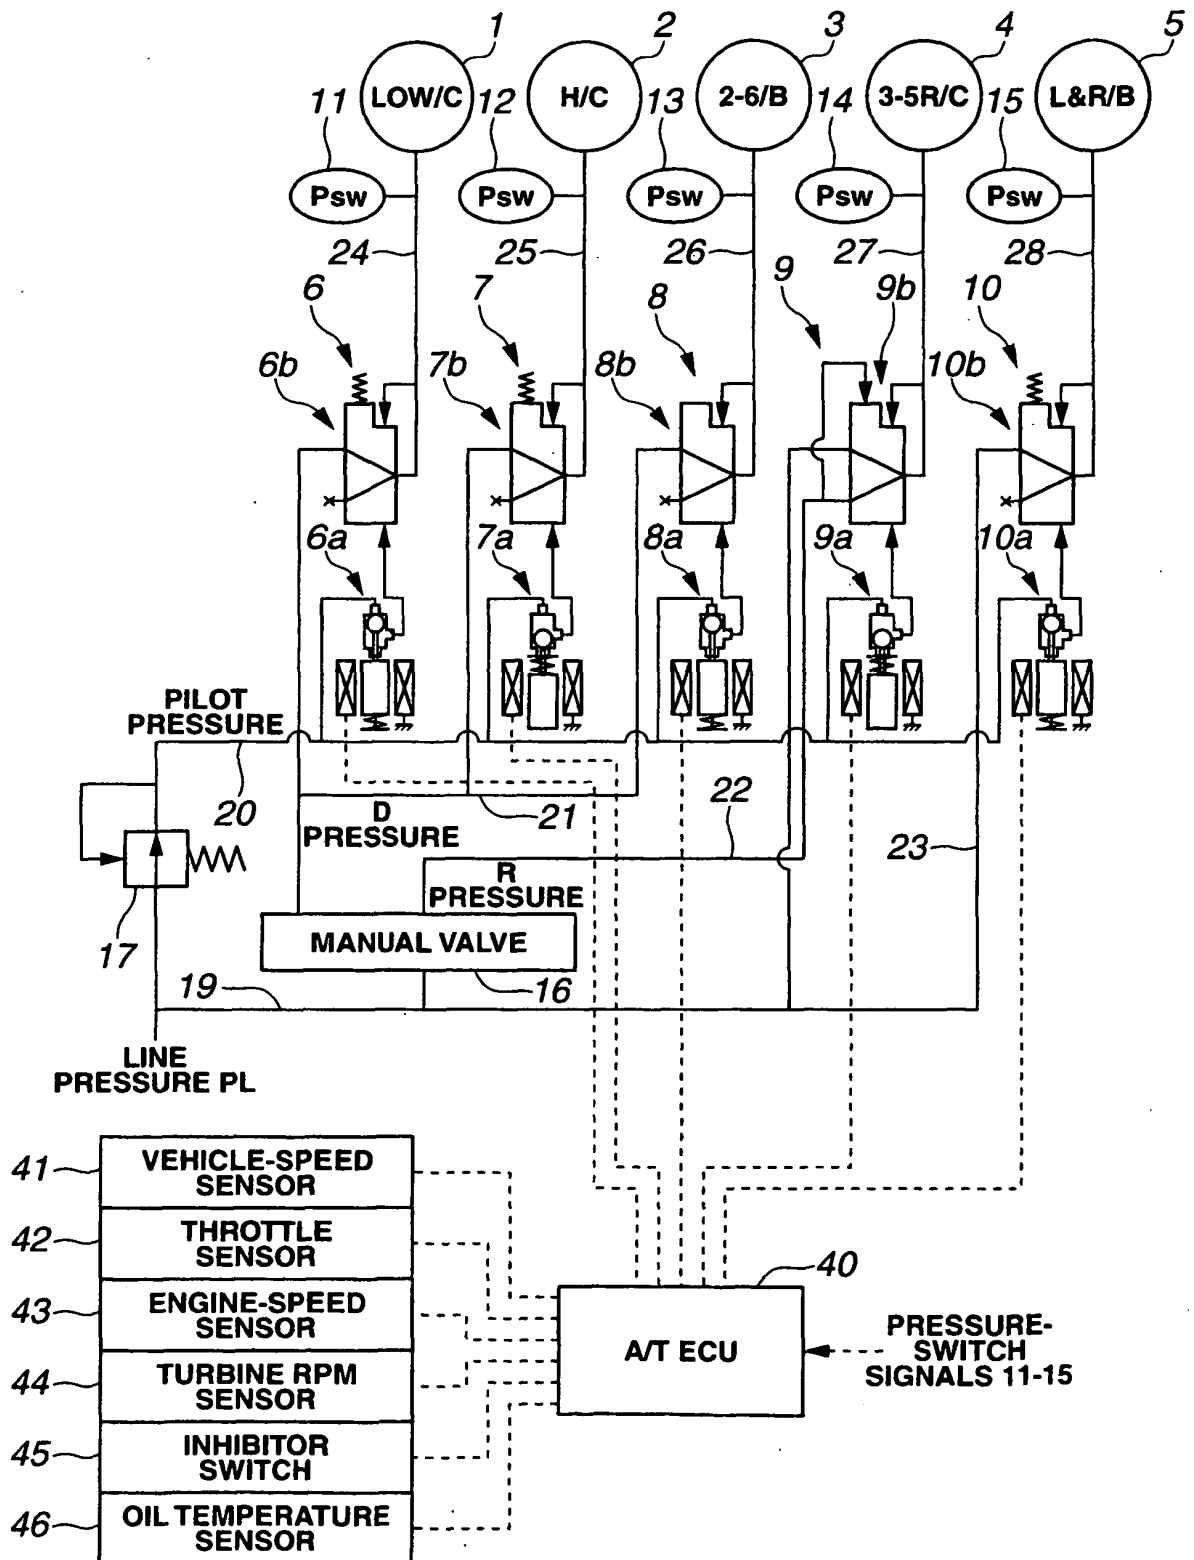 1 2 3 4 5
LOW/C H/C 2-6/B 3-5R/C L&R/B
11 12 13 14 15
Psw Psw Psw Psw Psw
24 25 26 27 28
6 7 8 9 9b 10
6b 7b 8b 10b
6a 7a 8a 9a 10a
PILOT
PRESSURE
20
D
PRESSURE
21 22 23
R
PRESSURE
17
MANUAL VALVE
16
19
LINE
PRESSURE PL
41 VEHICLE-SPEED
SENSOR
42 THROTTLE
SENSOR
43 ENGINE-SPEED
SENSOR
44 TURBINE RPM
SENSOR
45 INHIBITOR
SWITCH
46 OIL TEMPERATURE
SENSOR
40
A/T ECU
PRESSURE-
SWITCH
SIGNALS 11-15